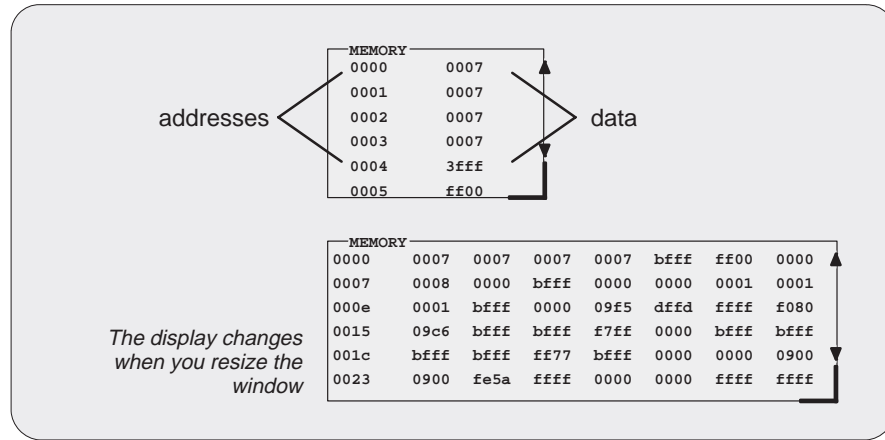 MEMORY
0000 0007
0001 0007
addresses 0002 0007 data
0003 0007
0004 3fff
0005 ff00
MEMORY
0000 0007 0007 0007 0007 bfff ff00 0000
0007 0008 0000 bfff 0000 0000 0001 0001
000e 0001 bfff 0000 09f5 dffd ffff f080
0015 09c6 bfff bfff f7ff 0000 bfff bfff
001c bfff bfff ff77 bfff 0000 0000 0900
0023 0900 fe5a ffff 0000 0000 ffff ffff
The display changes
when you resize the
window